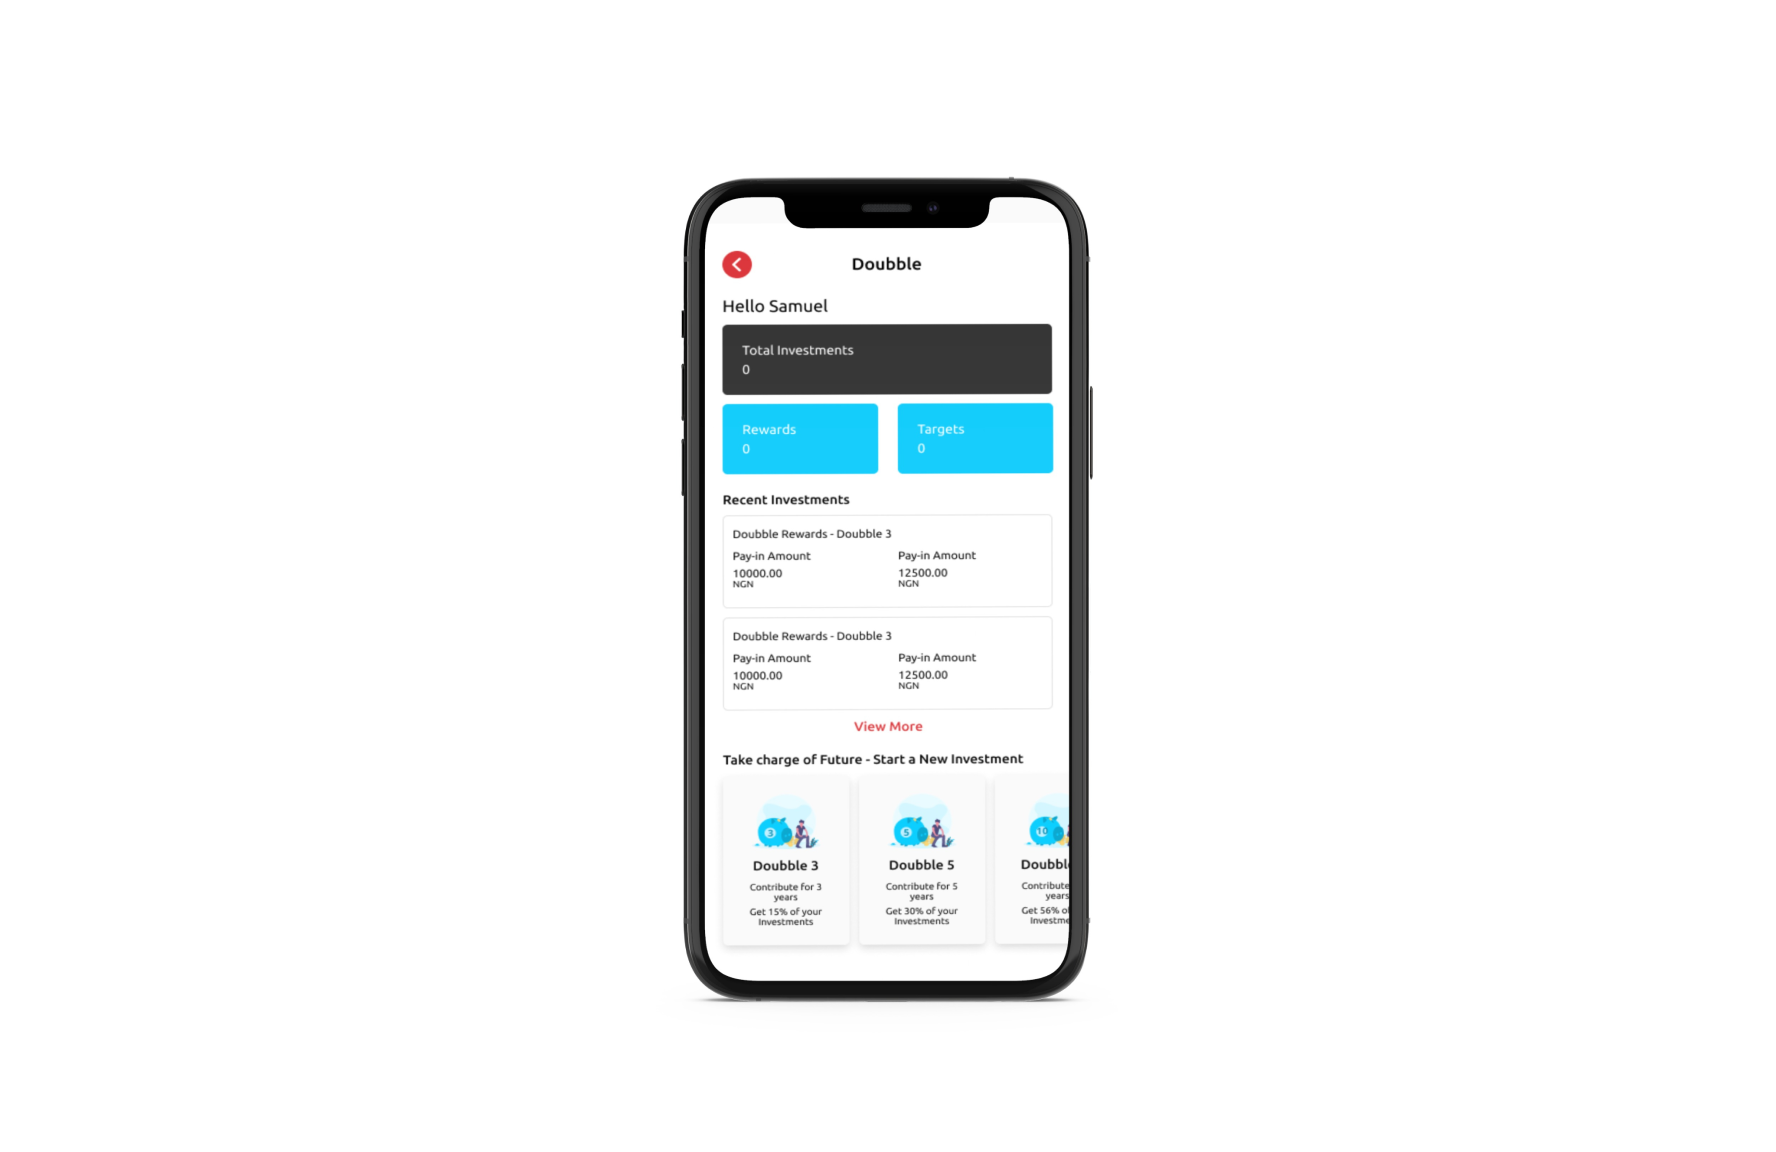 Doubble
Hello Samuel
Total Investments
0
Rewards
0
Targets
0
Recent Investments
Doubble Rewards - Doubble 3
Pay-in Amount
10000.00
NGN
Pay-in Amount
12500.00
NGN
Doubble Rewards - Doubble 3
Pay-in Amount
10000.00
NGN
Pay-in Amount
12500.00
NGN
View More
Take charge of Future - Start a New Investment
3
Doubble 3
Contribute for 3
years
Get 15% of your
Investments
5
Doubble 5
Contribute for 5
years
Get 30% of your
Investments
10
Doubbl
Contribute
years
Get 56% o
Investme